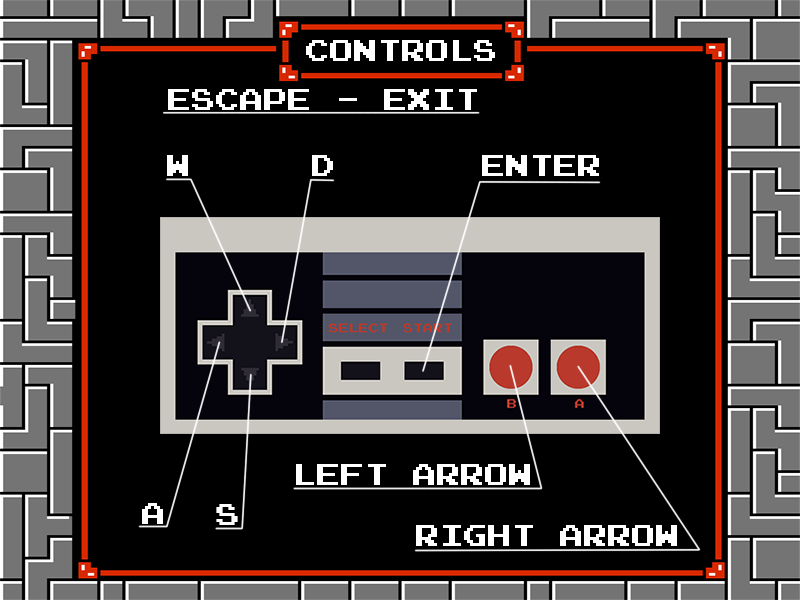 CONTROLS
ESCAPE - EXIT
W D ENTER
SELECT START
B A
LEFT ARROW
A S
RIGHT ARROW